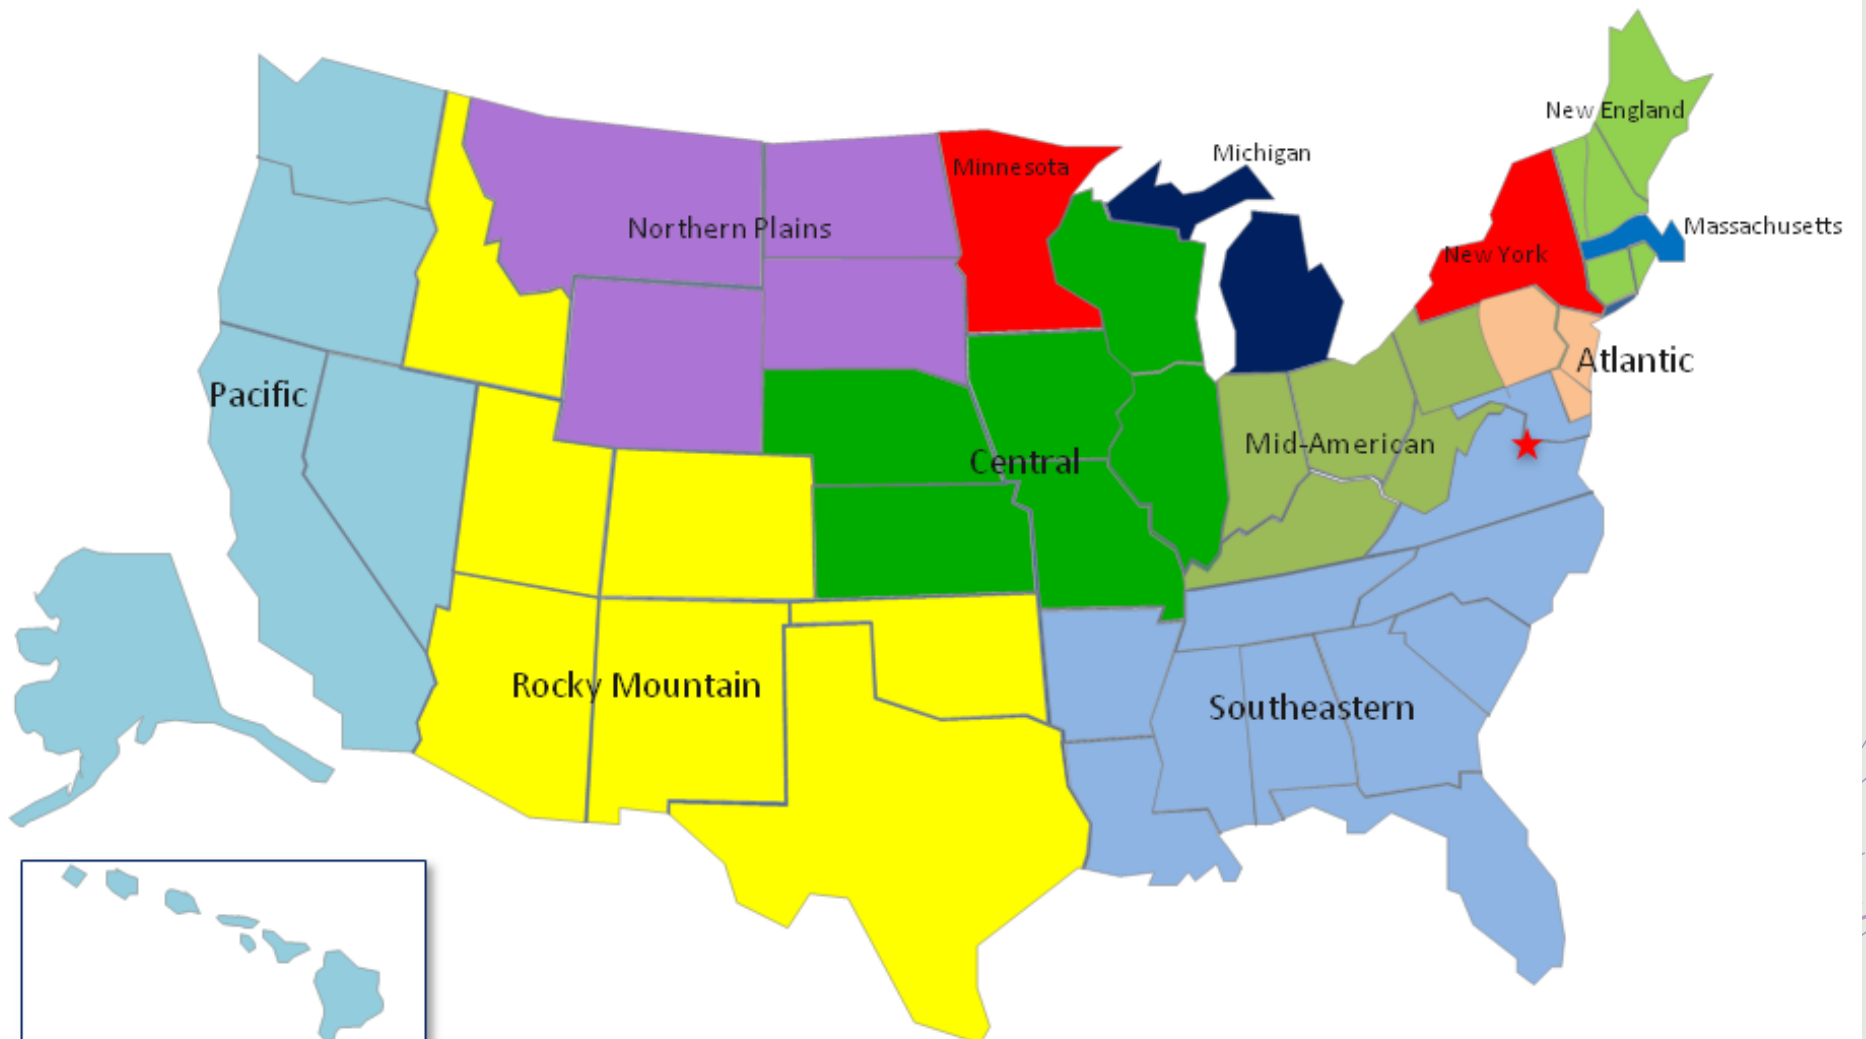 New England
Michigan
Minnesota
Massachusetts
Northern Plains
New York
Atlantic
Pacific
Mid-American
Central
Rocky Mountain
Southeastern